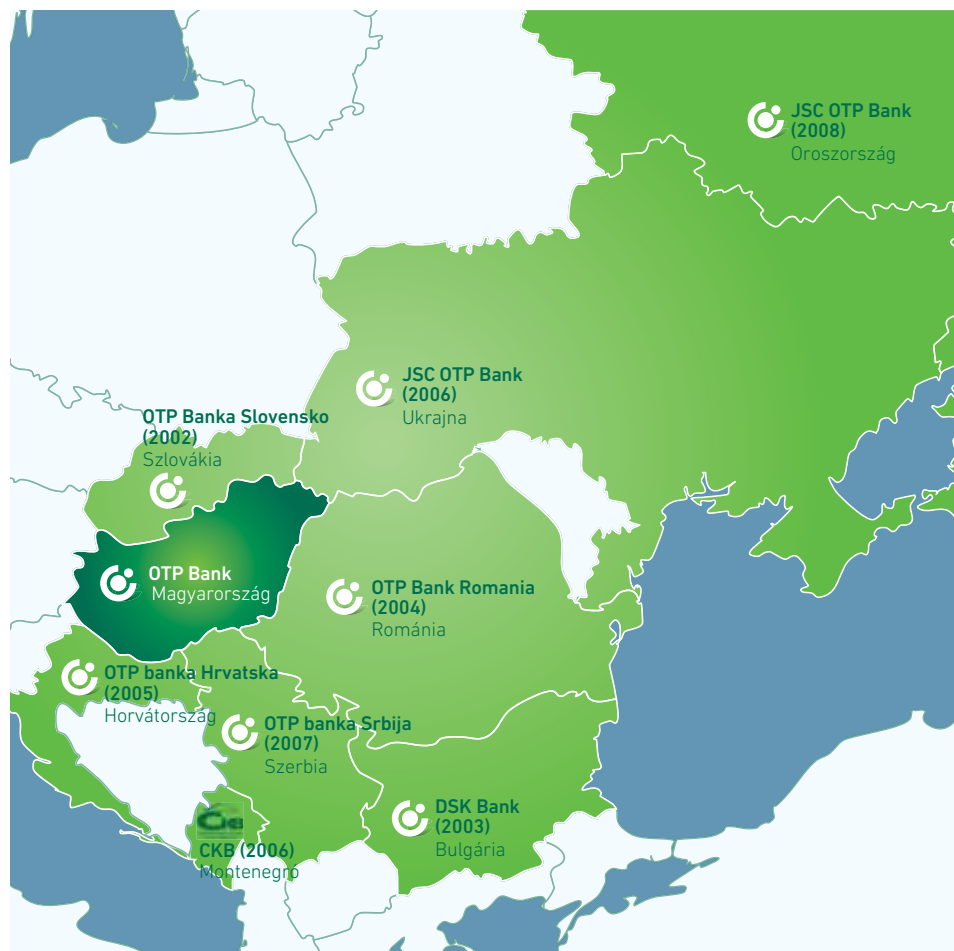 JSC OTP Bank
(2008)
Oroszország
JSC OTP Bank
(2006)
Ukrajna
OTP Banka Slovensko
(2002)
Szlovákia
OTP Bank
Magyarország
OTP Bank Romania
(2004)
Románia
OTP banka Hrvatska
(2005)
Horvátország
OTP banka Srbija
(2007)
Szerbia
DSK Bank
(2003)
Bulgária
CKB
CKB (2006)
Montenegró